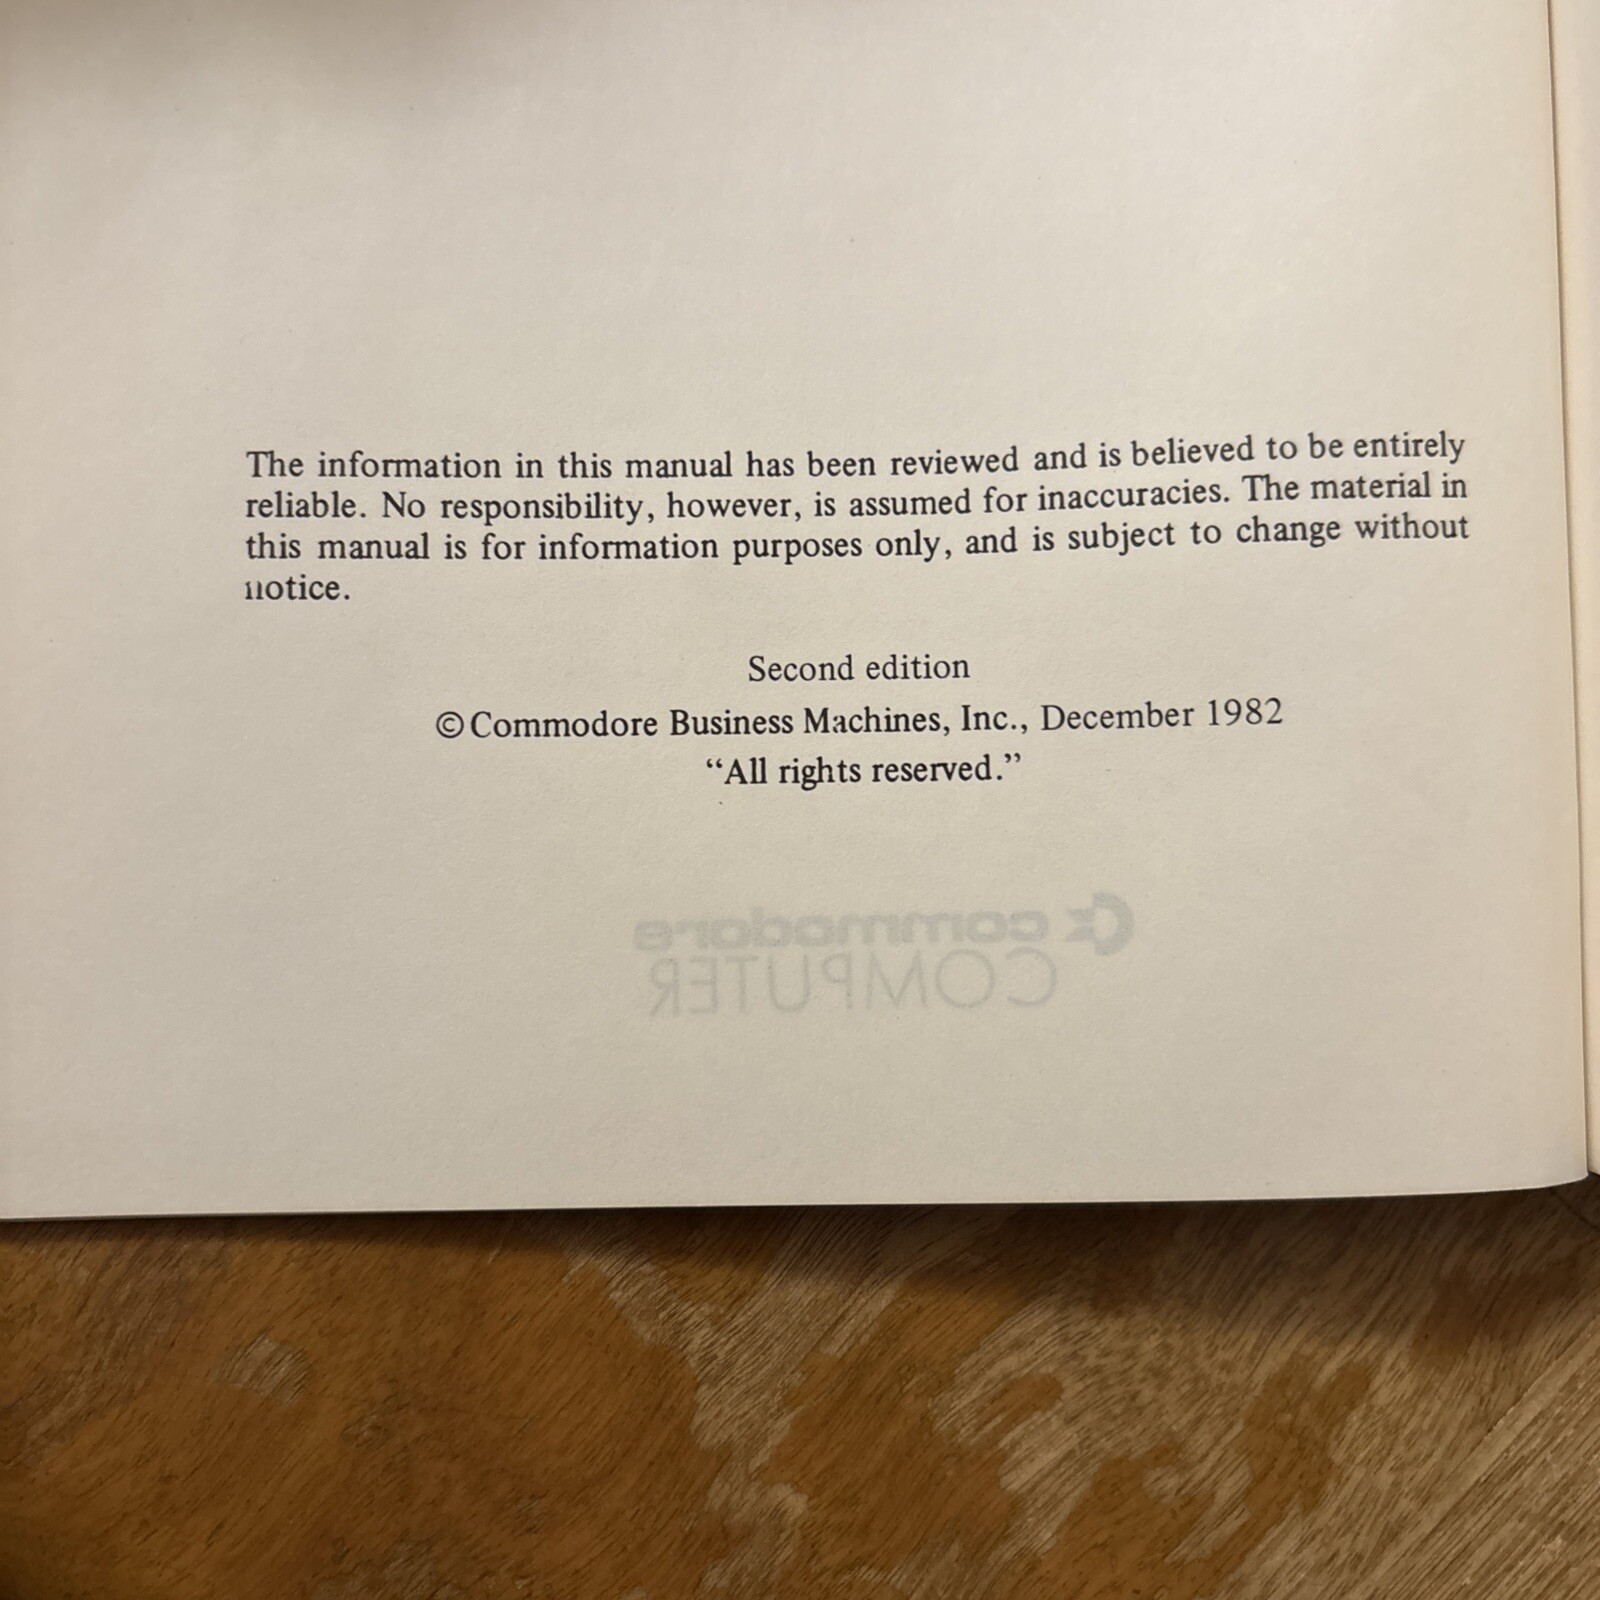 The information in this manual has been reviewed and is believed to be entirely
reliable. No responsibility, however, is assumed for inaccuracies. The material in
this manual is for information purposes only, and is subject to change without
notice.
Second edition
©Commodore Business Machines, Inc., December 1982
“All rights reserved.”
commodore
COMPUTER